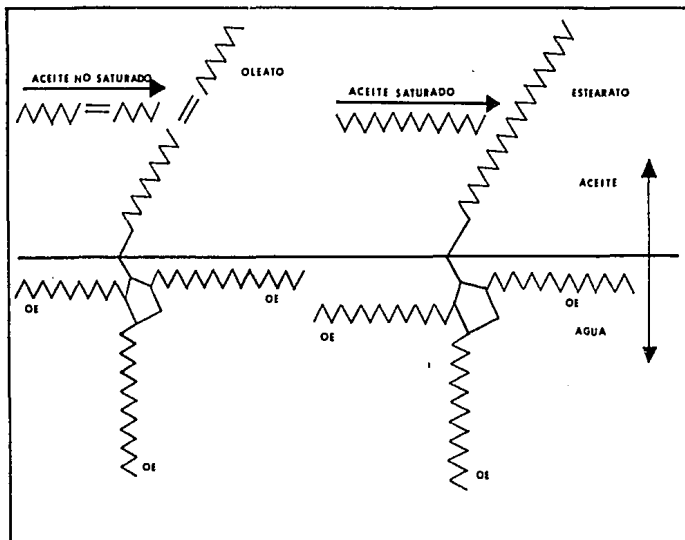 ACEITE NO SATURADO
OLEATO
ACEITE SATURADO
ESTEARATO
ACEITE
OE
OE
OE
OE
AGUA
OE
OE